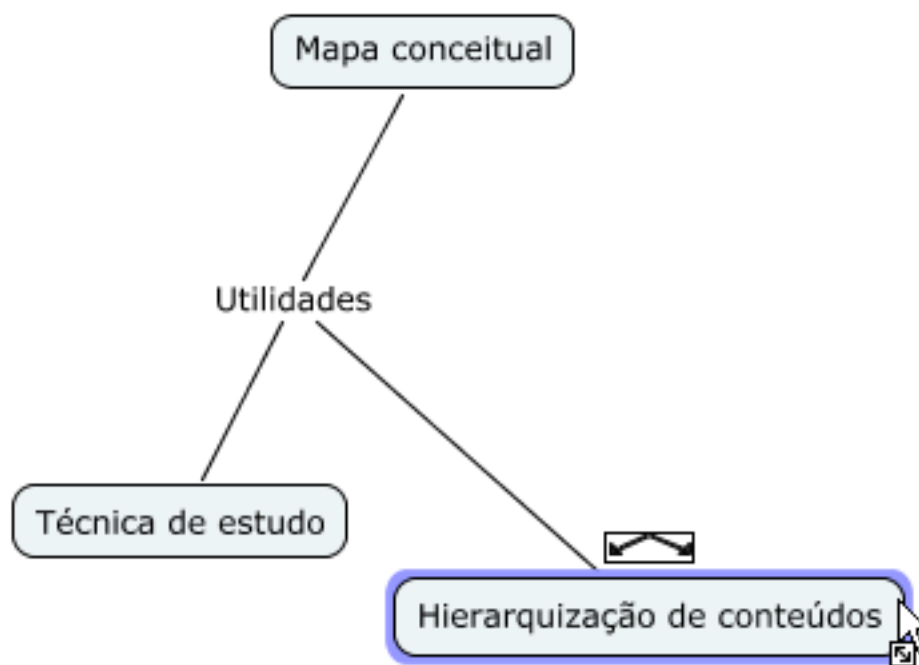 Mapa conceitual
Utilidades
Técnica de estudo
Hierarquização de conteúdos